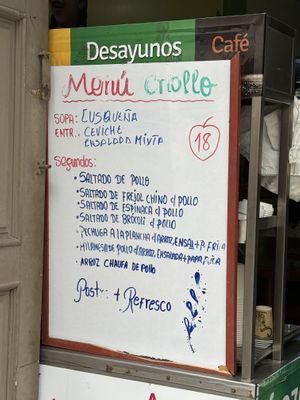 Desayunos Café
Menú Criollo
SOPA: CUSQUEÑA
ENTR.. CEVICHE
ENSALADA MIXTA
18
Segundos:
• SALTADO DE POLLO
• SALTADO DE FREJOL CHINO d POLLO
• SALTADO DE ESPINACA d POLLO
• SALTADO DE BROCOLI d POLLO
• PECHUGA A LA PLANCHA d ARROZ, ENSAL + P. FRIA
• MILANESA DE POLLO d ARROZ, ENSALADA + PAPA FRIA
• ARROZ CHAUFA DE POLLO
Post.: + Refresco